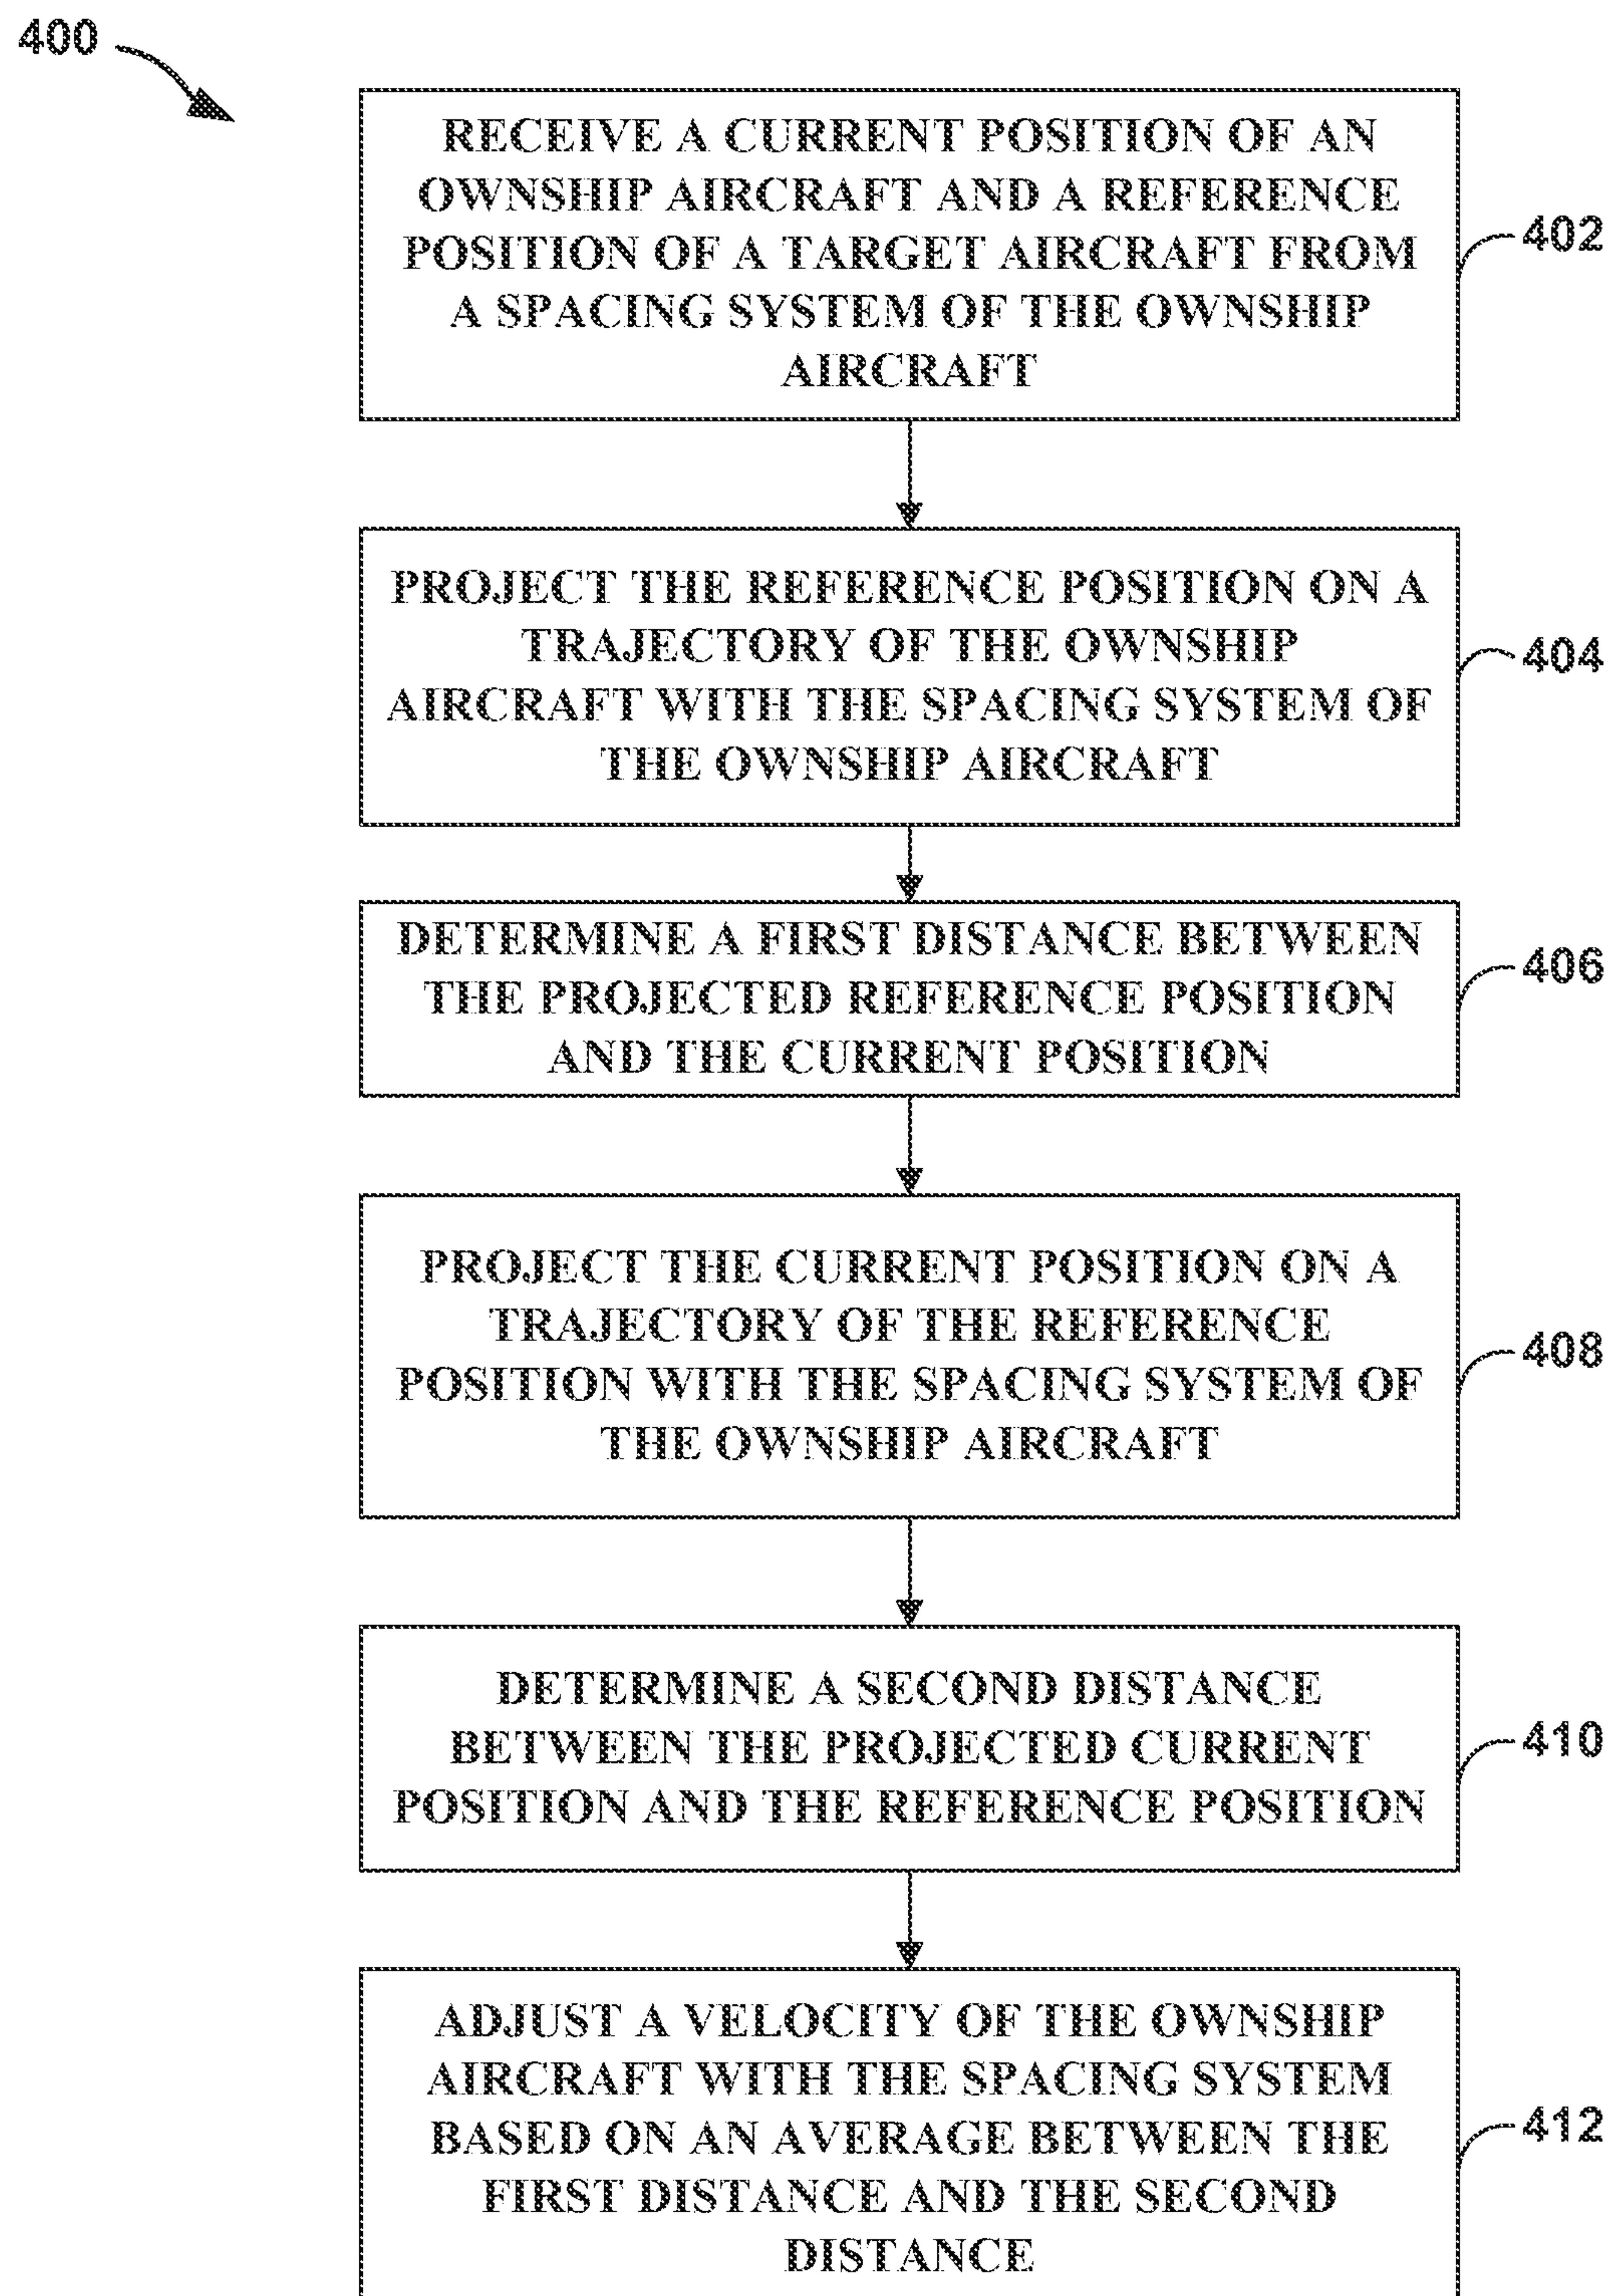 400
RECEIVE A CURRENT POSITION OF AN
OWNSHIP AIRCRAFT AND A REFERENCE
POSITION OF A TARGET AIRCRAFT FROM
A SPACING SYSTEM OF THE OWNSHIP
AIRCRAFT
402
PROJECT THE REFERENCE POSITION ON A
TRAJECTORY OF THE OWNSHIP
AIRCRAFT WITH THE SPACING SYSTEM OF
THE OWNSHIP AIRCRAFT
404
DETERMINE A FIRST DISTANCE BETWEEN
THE PROJECTED REFERENCE POSITION
AND THE CURRENT POSITION
406
PROJECT THE CURRENT POSITION ON A
TRAJECTORY OF THE REFERENCE
POSITION WITH THE SPACING SYSTEM OF
THE OWNSHIP AIRCRAFT
408
DETERMINE A SECOND DISTANCE
BETWEEN THE PROJECTED CURRENT
POSITION AND THE REFERENCE POSITION
410
ADJUST A VELOCITY OF THE OWNSHIP
AIRCRAFT WITH THE SPACING SYSTEM
BASED ON AN AVERAGE BETWEEN THE
FIRST DISTANCE AND THE SECOND
DISTANCE
412